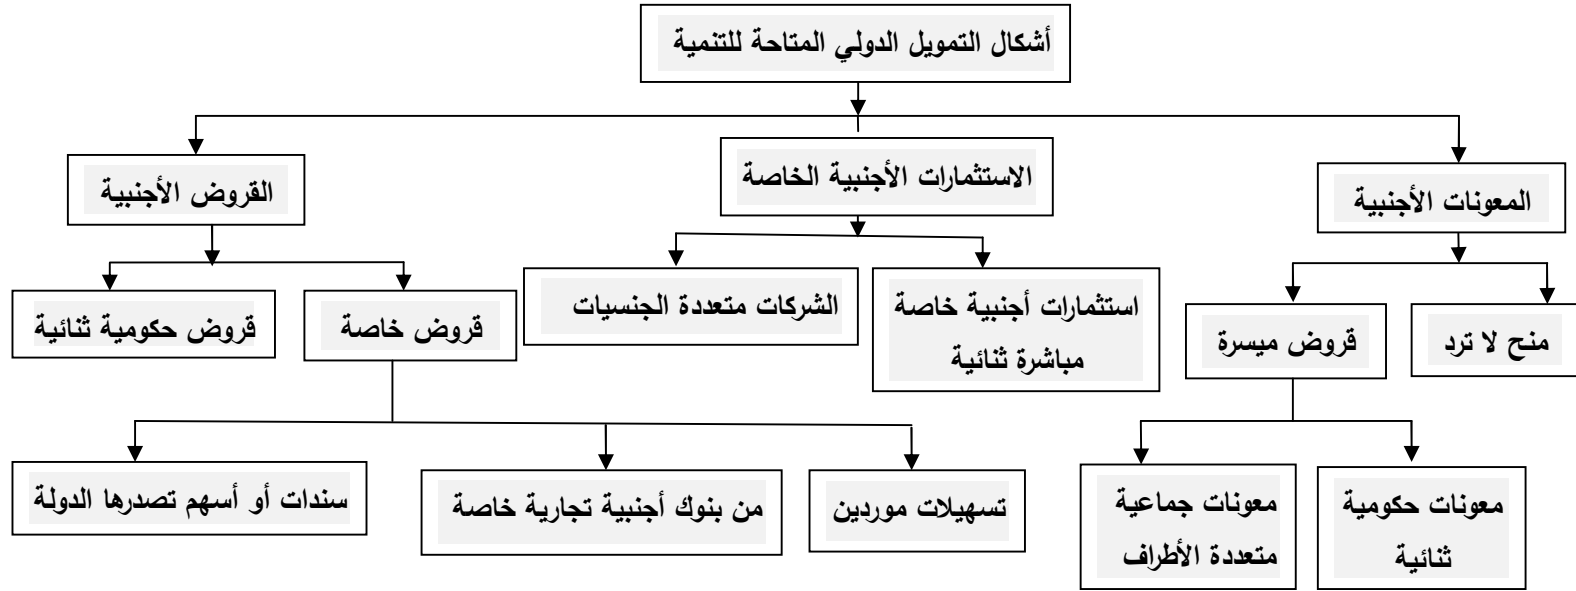 أشكال التمويل الدولي المتاحة للتنمية
المعونات الأجنبية
الاستثمارات الأجنبية الخاصة
القروض الأجنبية
منح لا ترد
قروض ميسرة
استثمارات أجنبية خاصة
مباشرة ثنائية
الشركات متعددة الجنسيات
قروض خاصة
قروض حكومية ثنائية
معونات حكومية
ثنائية
معونات جماعية
متعددة الأطراف
تسهيلات موردين
من بنوك أجنبية تجارية خاصة
سندات أو أسهم تصدرها الدولة